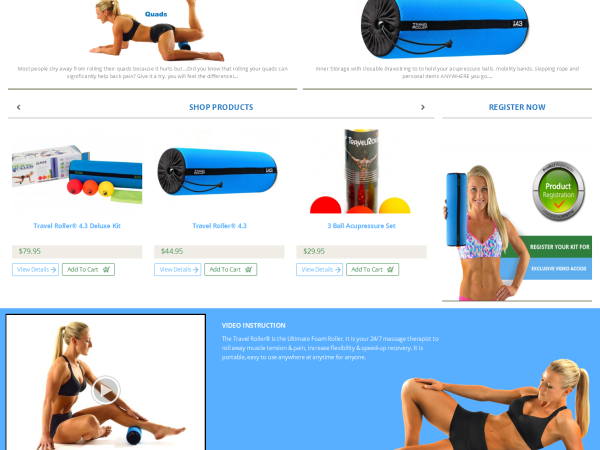 Quads
TRAVEL
ROLLER
4.3
Most people shy away from rolling their quads because it hurts but...Did you know that rolling your quads can
significantly help back pain? Give it a try, you will feel the differences...
Inner Storage with closable drawstring to to hold your acupressure balls, mobility bands, skipping rope and
personal items ANYWHERE you go....
SHOP PRODUCTS
REGISTER NOW
TRAVELROLLER
Travel Roller® 4.3 Deluxe Kit
Travel Roller® 4.3
3 Ball Acupressure Set
$79.95
$44.95
$29.95
View Details
Add To Cart
View Details
Add To Cart
View Details
Add To Cart
Product
Registration
REGISTER YOUR KIT FOR
EXCLUSIVE VIDEO ACCESS
VIDEO INSTRUCTION
The Travel Roller® is the Ultimate Foam Roller. It is your 24/7 massage therapist to
roll away muscle tension & pain, increase flexibility & speed-up recovery. It is
portable, easy to use anywhere at anytime for anyone.